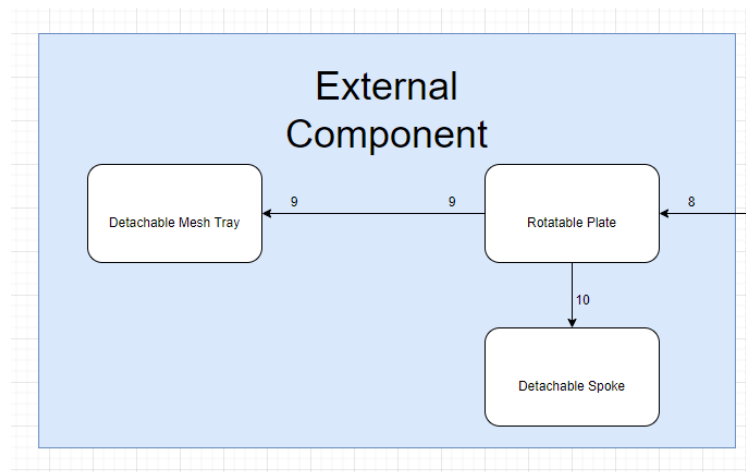 External
Component
9
9
8
Detachable Mesh Tray
Rotatable Plate
10
Detachable Spoke